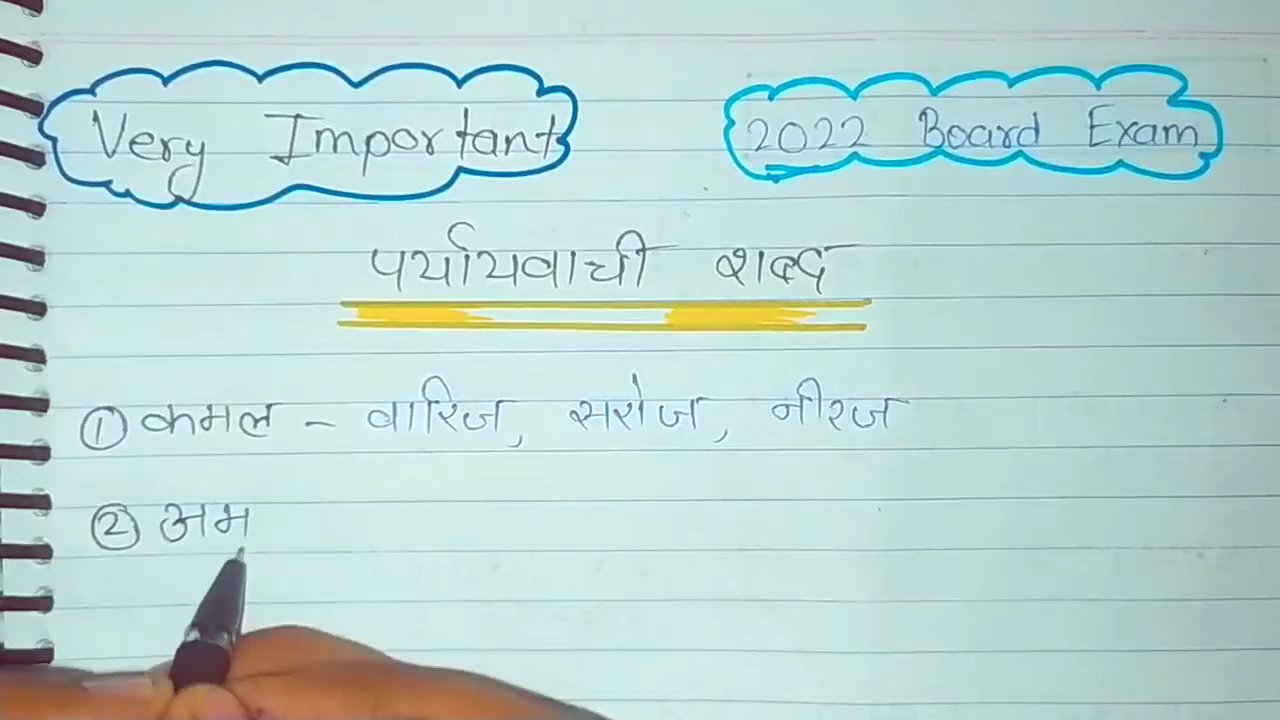 Very Important
2022 Board Exam
पर्यायवाची शब्द
① कमल - वारिज, सरोज, नीरज
② अम